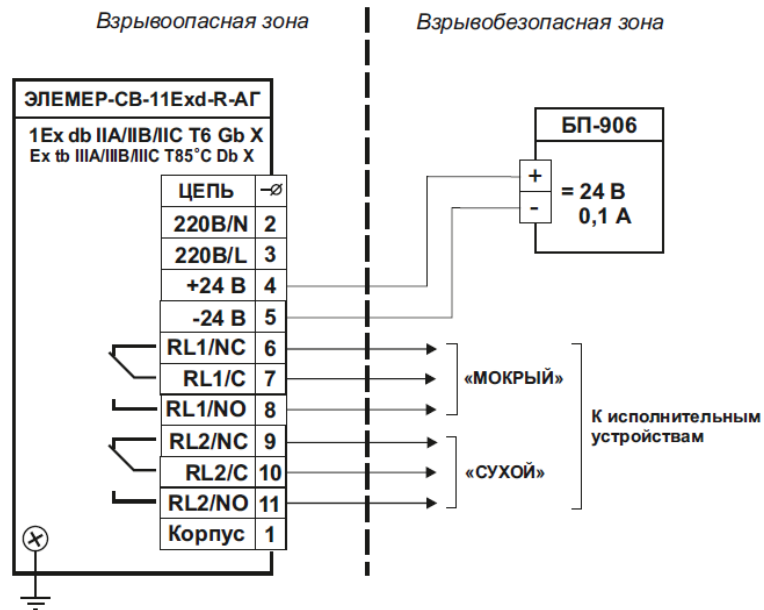 Взрывоопасная зона
Взрывобезопасная зона
ЭЛЕМЕР-СВ-11Exd-R-АГ
1Ex db IIA/IIB/IIC T6 Gb X
Ex tb IIIA/IIIB/IIIC T85°C Db X
ЦЕПЬ
220В/N 2
220В/L 3
+24 В 4
-24 В 5
RL1/NC 6
RL1/C 7
RL1/NO 8
RL2/NC 9
RL2/C 10
RL2/NO 11
Корпус 1
БП-906
+
-
= 24 В
0,1 А
«МОКРЫЙ»
«СУХОЙ»
К исполнительным
устройствам